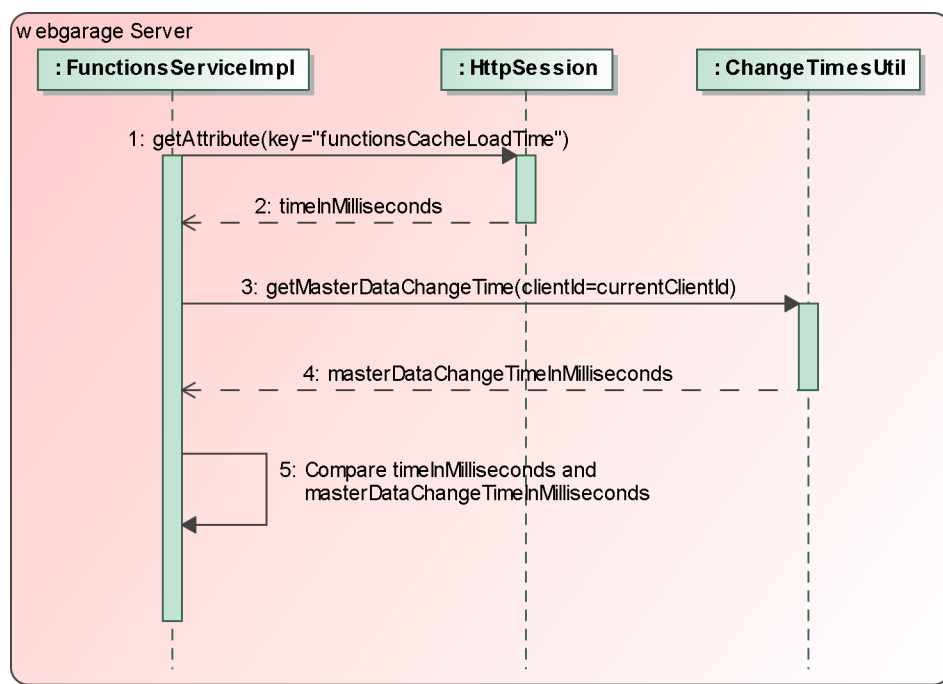 webgarage Server
: FunctionsServiceImpl
: HttpSession
: ChangeTimesUtil
1: getAttribute(key="functionsCacheLoadTime")
2: timeInMilliseconds
3: getMasterDataChangeTime(clientId=currentClientId)
4: masterDataChangeTimeInMilliseconds
5: Compare timeInMilliseconds and
masterDataChangeTimeInMilliseconds